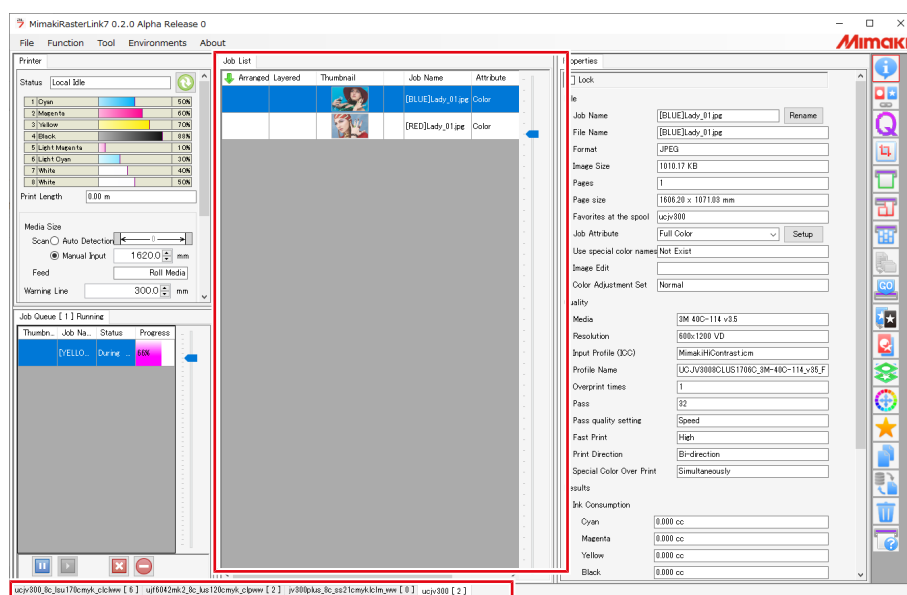 MimakiRasterLink7 0.2.0 Alpha Release 0
File Function Tool Environments About
Mimaki
Printer
Status Local Idle
1 Cyan 50%
2 Magenta 60%
3 Yellow 70%
4 Black 88%
5 Light Magenta 10%
6 Light Cyan 30%
7 White 40%
8 White 50%
Print Length 0.00 m
Media Size
Scan Auto Detection 0
Manual Input 1620.0 mm
Feed Roll Media
Warning Line 300.0 mm
Job Queue [ 1 ] Running
Thumbn... Job Na... Status Progress
[YELLO... During ... 66%
Job List
Arranged Layered Thumbnail Job Name Attribute
[BLUE]Lady_01.jpg Color
[RED]Lady_01.jpg Color
operties
Lock
le
Job Name [BLUE]Lady_01.jpg Rename
File Name [BLUE]Lady_01.jpg
Format JPEG
Image Size 1010.17 KB
Pages 1
Page size 1606.20 x 1071.03 mm
Favorites at the spool ucjv300
Job Attribute Full Color Setup
Use special color names Not Exist
Image Edit
Color Adjustment Set Normal
uality
Media 3M 40C-114 v3.5
Resolution 600x1200 VD
Input Profile (ICC) MimakiHiContrast.icm
Profile Name UCJV3008CLUS1706C_3M-40C-114_v35_F
Overprint times 1
Pass 32
Pass quality setting Speed
Fast Print High
Print Direction Bi-direction
Special Color Over Print Simultaneously
esults
Ink Consumption
Cyan 0.000 cc
Magenta 0.000 cc
Yellow 0.000 cc
Black 0.000 cc
GO
ucjv300_8c_lsu170cmyk_clclww [ 6 ] ujf6042mk2_8c_lus120cmyk_clpww [ 2 ] jv300plus_8c_ss21cmyklclm_ww [ 0 ] ucjv300 [ 2 ]